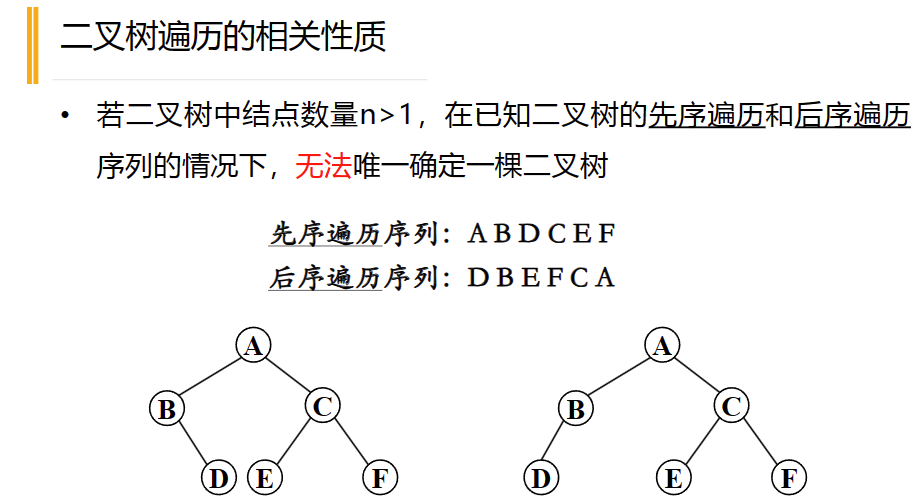 二叉树遍历的相关性质
• 若二叉树中结点数量n>1，在已知二叉树的先序遍历和后序遍历
序列的情况下，无法唯一确定一棵二叉树
先序遍历序列：A B D C E F
后序遍历序列：D B E F C A
A
B
C
D
E
F
A
B
C
D
E
F